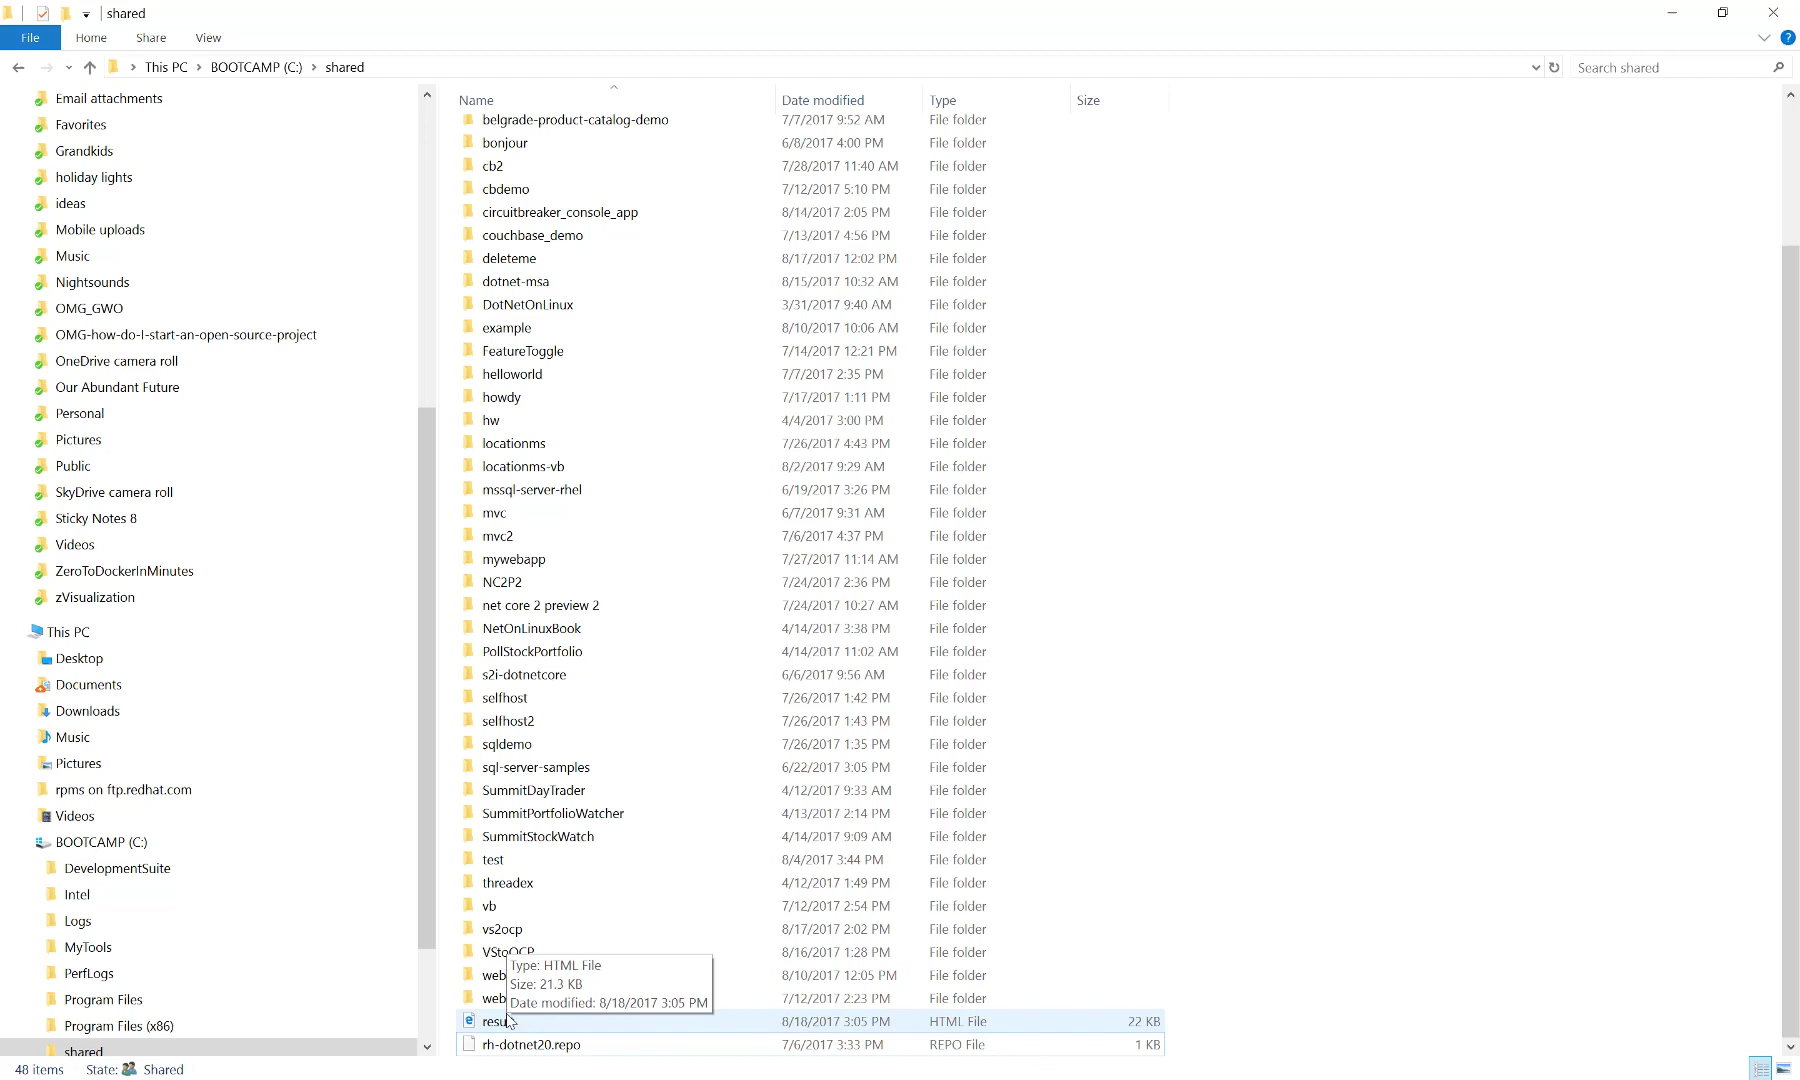 shared
File Home Share View
This PC BOOTCAMP (C:) shared
Search shared
Email attachments
Favorites
Grandkids
holiday lights
ideas
Mobile uploads
Music
Nightsounds
OMG_GWO
OMG-how-do-I-start-an-open-source-project
OneDrive camera roll
Our Abundant Future
Personal
Pictures
Public
SkyDrive camera roll
Sticky Notes 8
Videos
ZeroToDockerInMinutes
zVisualization
This PC
Desktop
Documents
Downloads
Music
Pictures
rpms on ftp.redhat.com
Videos
BOOTCAMP (C:)
DevelopmentSuite
Intel
Logs
MyTools
PerfLogs
Program Files
Program Files (x86)
shared
Name Date modified Type Size
belgrade-product-catalog-demo 7/7/2017 9:52 AM File folder
bonjour 6/8/2017 4:00 PM File folder
cb2 7/28/2017 11:40 AM File folder
cbdemo 7/12/2017 5:10 PM File folder
circuitbreaker_console_app 8/14/2017 2:05 PM File folder
couchbase_demo 7/13/2017 4:56 PM File folder
deleteme 8/17/2017 12:02 PM File folder
dotnet-msa 8/15/2017 10:32 AM File folder
DotNetOnLinux 3/31/2017 9:40 AM File folder
example 8/10/2017 10:06 AM File folder
FeatureToggle 7/14/2017 12:21 PM File folder
helloworld 7/7/2017 2:35 PM File folder
howdy 7/17/2017 1:11 PM File folder
hw 4/4/2017 3:00 PM File folder
locationms 7/26/2017 4:43 PM File folder
locationms-vb 8/2/2017 9:29 AM File folder
mssql-server-rhel 6/19/2017 3:26 PM File folder
mvc 6/7/2017 9:31 AM File folder
mvc2 7/6/2017 4:37 PM File folder
mywebapp 7/27/2017 11:14 AM File folder
NC2P2 7/24/2017 2:36 PM File folder
net core 2 preview 2 7/24/2017 10:27 AM File folder
NetOnLinuxBook 4/14/2017 3:38 PM File folder
PollStockPortfolio 4/14/2017 11:02 AM File folder
s2i-dotnetcore 6/6/2017 9:56 AM File folder
selfhost 7/26/2017 1:42 PM File folder
selfhost2 7/26/2017 1:43 PM File folder
sqldemo 7/26/2017 1:35 PM File folder
sql-server-samples 6/22/2017 3:05 PM File folder
SummitDayTrader 4/12/2017 9:33 AM File folder
SummitPortfolioWatcher 4/13/2017 2:14 PM File folder
SummitStockWatch 4/14/2017 9:09 AM File folder
test 8/4/2017 3:44 PM File folder
threadex 4/12/2017 1:49 PM File folder
vb 7/12/2017 2:54 PM File folder
vs2ocp 8/17/2017 2:02 PM File folder
VStoOCP 8/16/2017 1:28 PM File folder
web 8/10/2017 12:05 PM File folder
web 7/12/2017 2:23 PM File folder
Type: HTML File
Size: 21.3 KB
Date modified: 8/18/2017 3:05 PM
8/18/2017 3:05 PM HTML File 22 KB
rh-dotnet20.repo 7/6/2017 3:33 PM REPO File 1 KB
48 items State: Shared